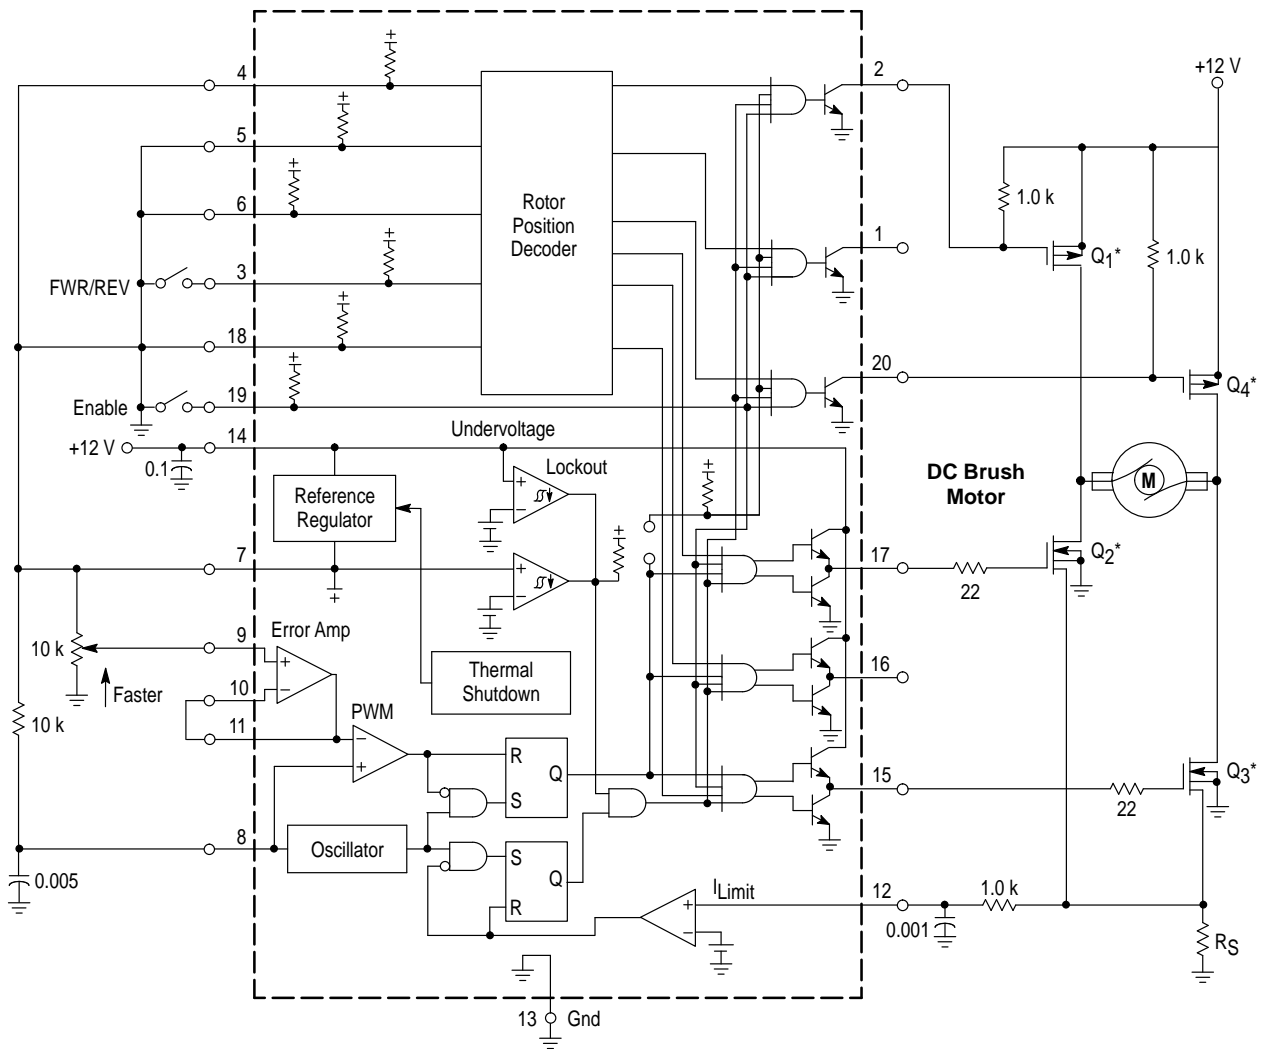 4
2
+12 V
5
1.0 k
Q1*
1.0 k
6
Rotor
Position
Decoder
1
3
FWR/REV
18
20
Q4*
19
Enable
14
+12 V
0.1
Undervoltage
Lockout
DC Brush
Motor
M
Reference
Regulator
+
−
7
+
−
17
22
Q2*
9
Error Amp
10 k
+
−
Faster
10
Thermal
Shutdown
16
11
10 k
PWM
−
+
R
Q
S
15
22
Q3*
8
Oscillator
S
Q
R
0.005
ILimit
+
−
12
1.0 k
0.001
RS
13
Gnd